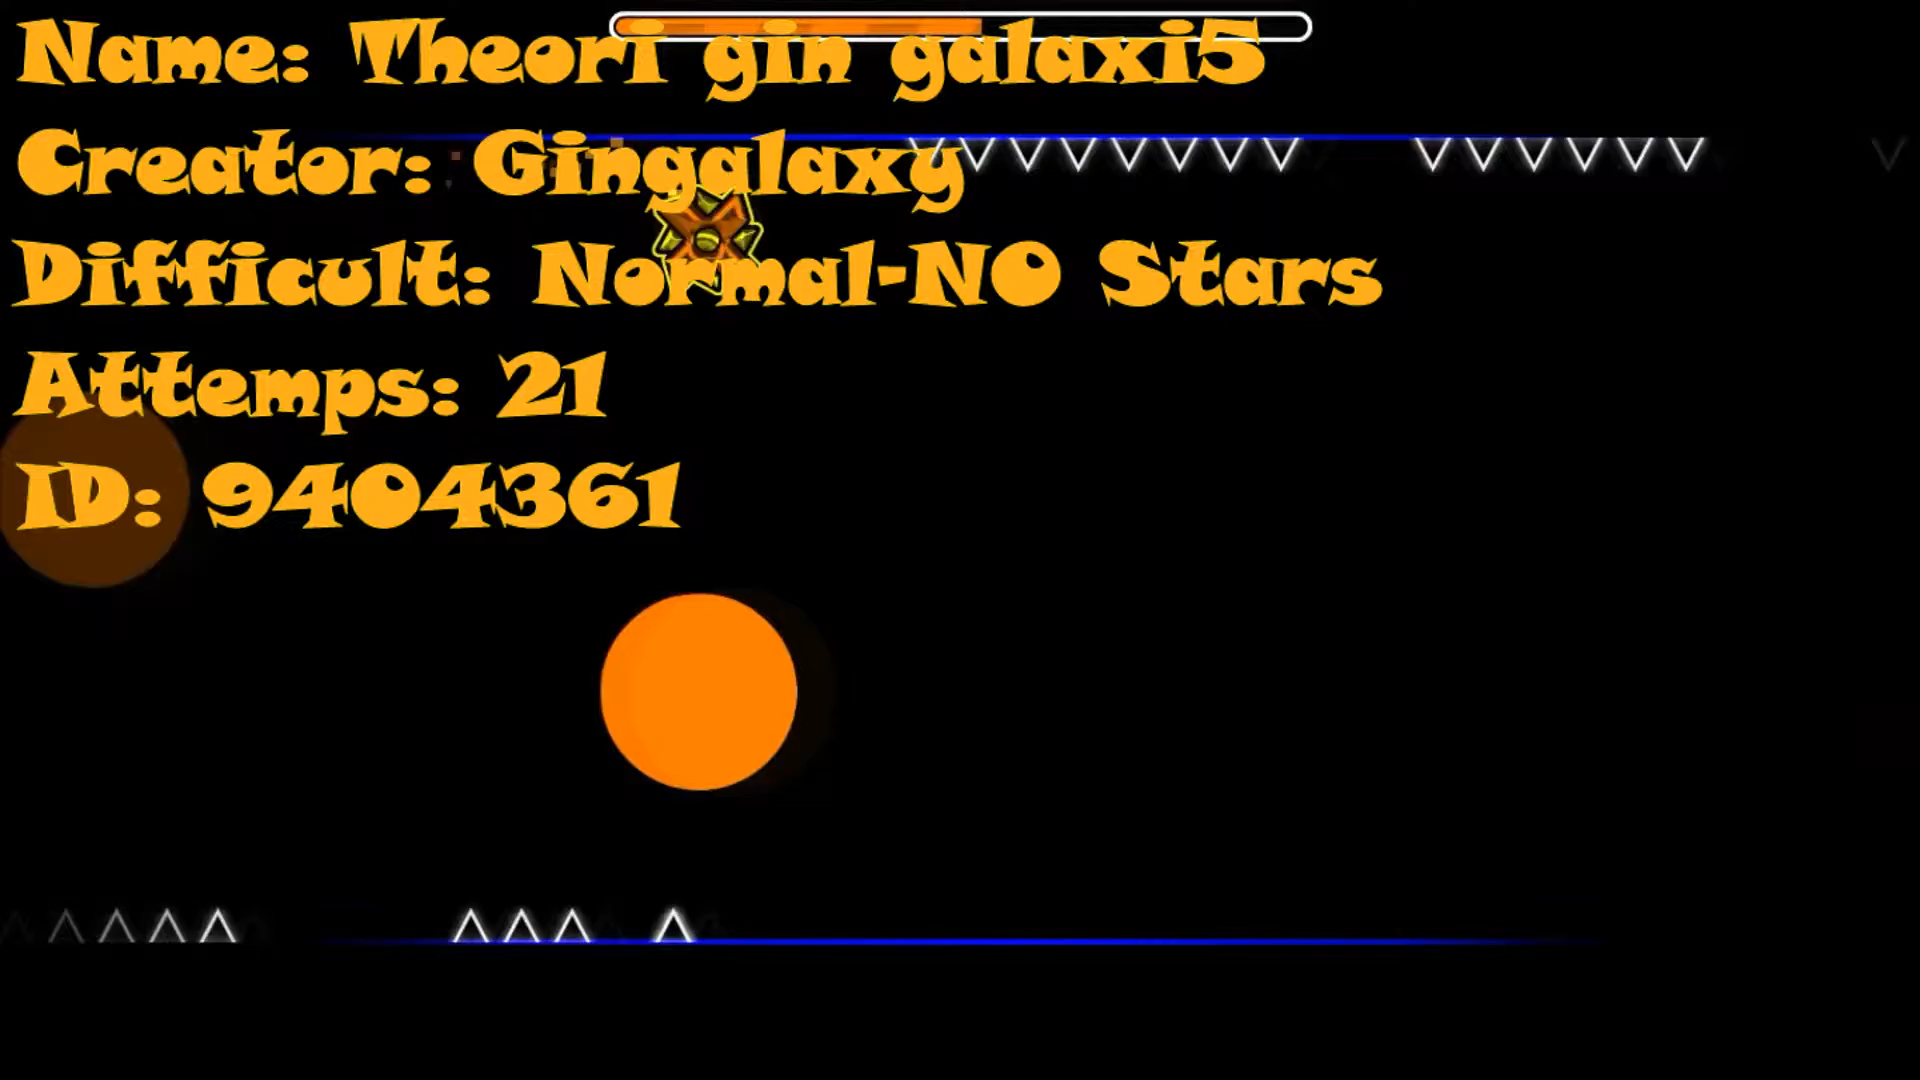 Name: Theori gin galaxi5
Creator: Gingalaxy
Difficult: Normal-NO Stars
Attemps: 21
ID: 9404361